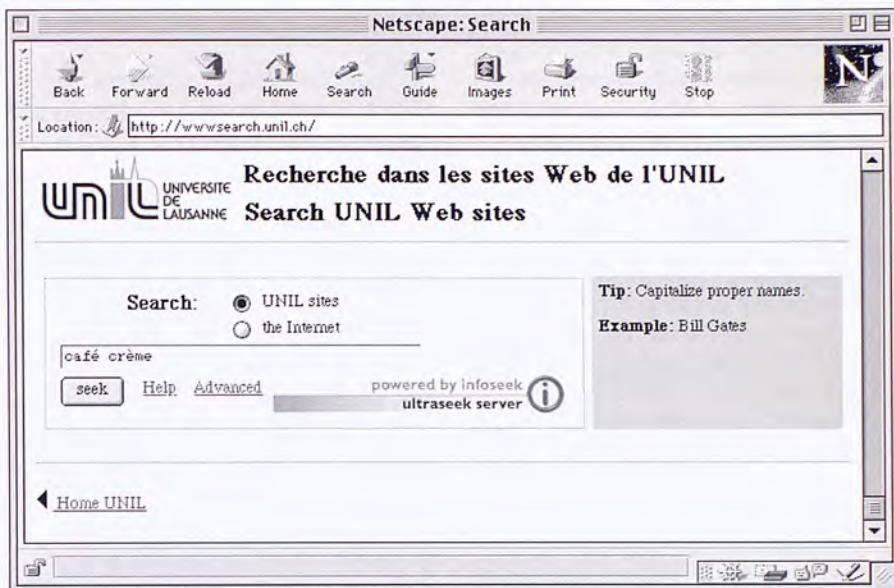 Netscape: Search
Back Forward Reload Home Search Guide Images Print Security Stop
N
Location: http://wwwsearch.unil.ch/
unil UNIVERSITE DE LAUSANNE
Recherche dans les sites Web de l'UNIL
Search UNIL Web sites
Search: UNIL sites
the Internet
café crème
seek Help Advanced
powered by infoseek
ultraseek server
Tip: Capitalize proper names.
Example: Bill Gates
Home UNIL